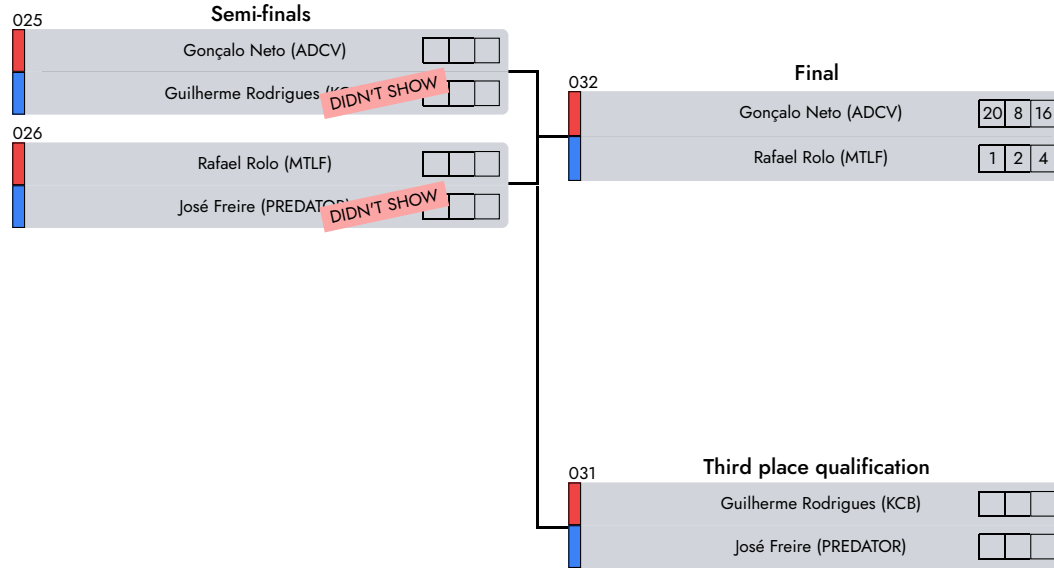 Semi-finals
025
Gonçalo Neto (ADCV)
Guilherme Rodrigues
DIDN'T SHOW
026
Rafael Rolo (MTLF)
José Freire (PREDATOR)
DIDN'T SHOW
Final
032
Gonçalo Neto (ADCV) 20 8 16
Rafael Rolo (MTLF) 1 2 4
Third place qualification
031
Guilherme Rodrigues (KCB)
José Freire (PREDATOR)